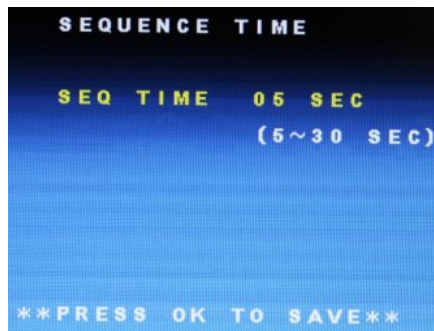 SEQUENCE TIME
SEQ TIME 05 SEC
(5~30 SEC)
**PRESS OK TO SAVE**